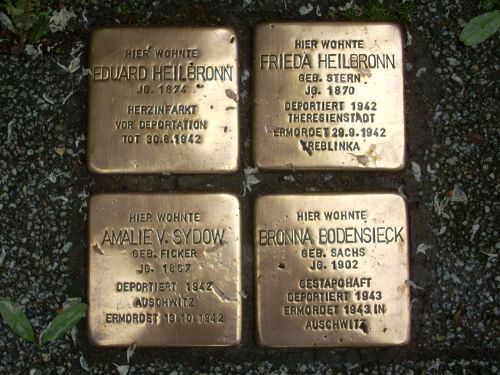 HIER WOHNTE
EDUARD HEILBRONN
JG. 1874
HERZINFARKT
VOR DEPORTATION
TOT 30.8.1942
HIER WOHNTE
FRIEDA HEILBRONN
GEB. STERN
JG. 1870
DEPORTIERT 1942
THERESIENSTADT
ERMORDET 29.9.1942
TREBLINKA
HIER WOHNTE
AMALIE V. SYDOW
GEB. FICKER
JG. 1867
DEPORTIERT 1942
AUSCHWITZ
ERMORDET 13.10.1942
HIER WOHNTE
BRONNA BODENSIECK
GEB. SACHS
JG. 1902
GESTAPOHAFT
DEPORTIERT 1943
ERMORDET 1943 IN
AUSCHWITZ